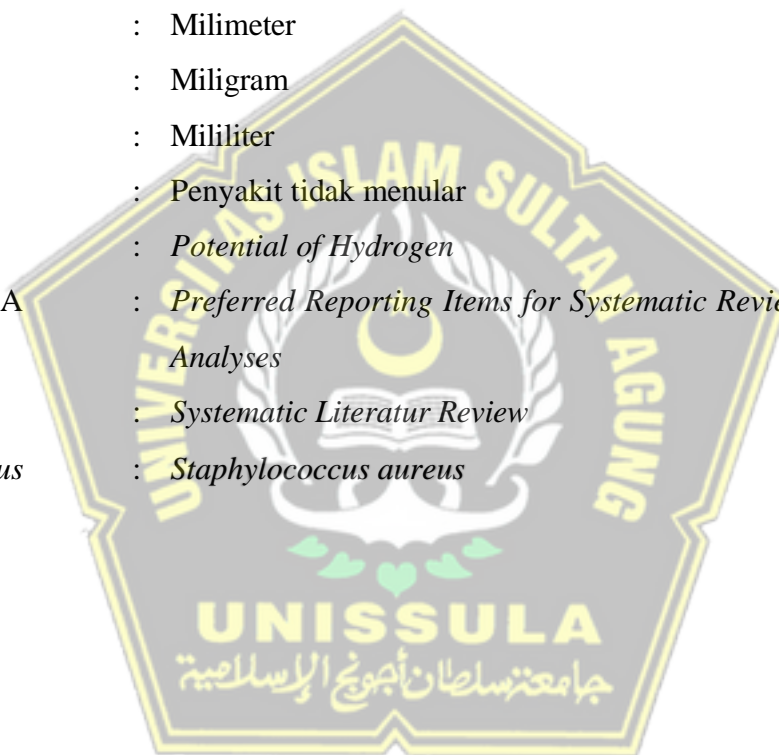 : Milimeter
: Miligram
: Mililiter
: Penyakit tidak menular
: Potential of Hydrogen
A : Preferred Reporting Items for Systematic Revie
Analyses
: Systematic Literatur Review
us : Staphylococcus aureus
UNIVERSITAS ISLAM SULTAN AGUNG
UNISSULA
جامعة سلطان أجونج الإسلامية